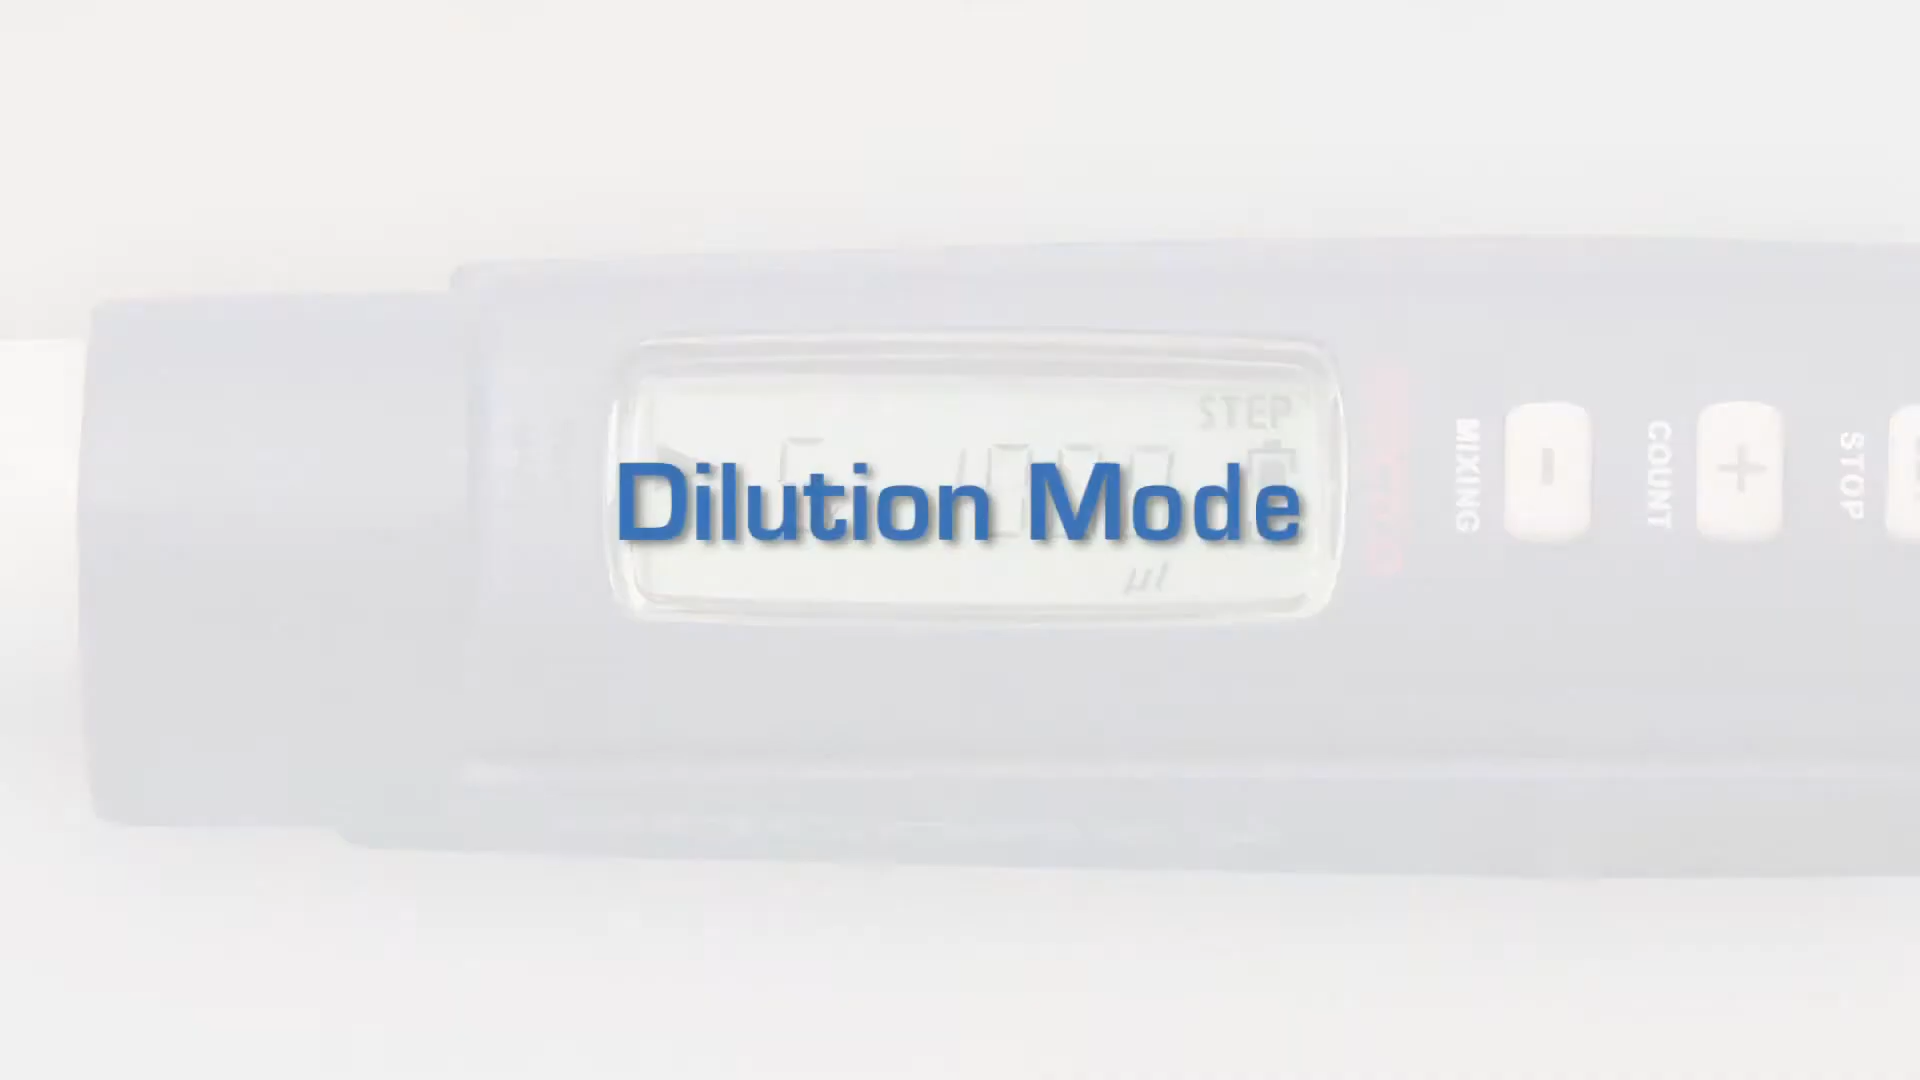 STEP
Dilution Mode
µl
MIXING
-
COUNT
+
STOP